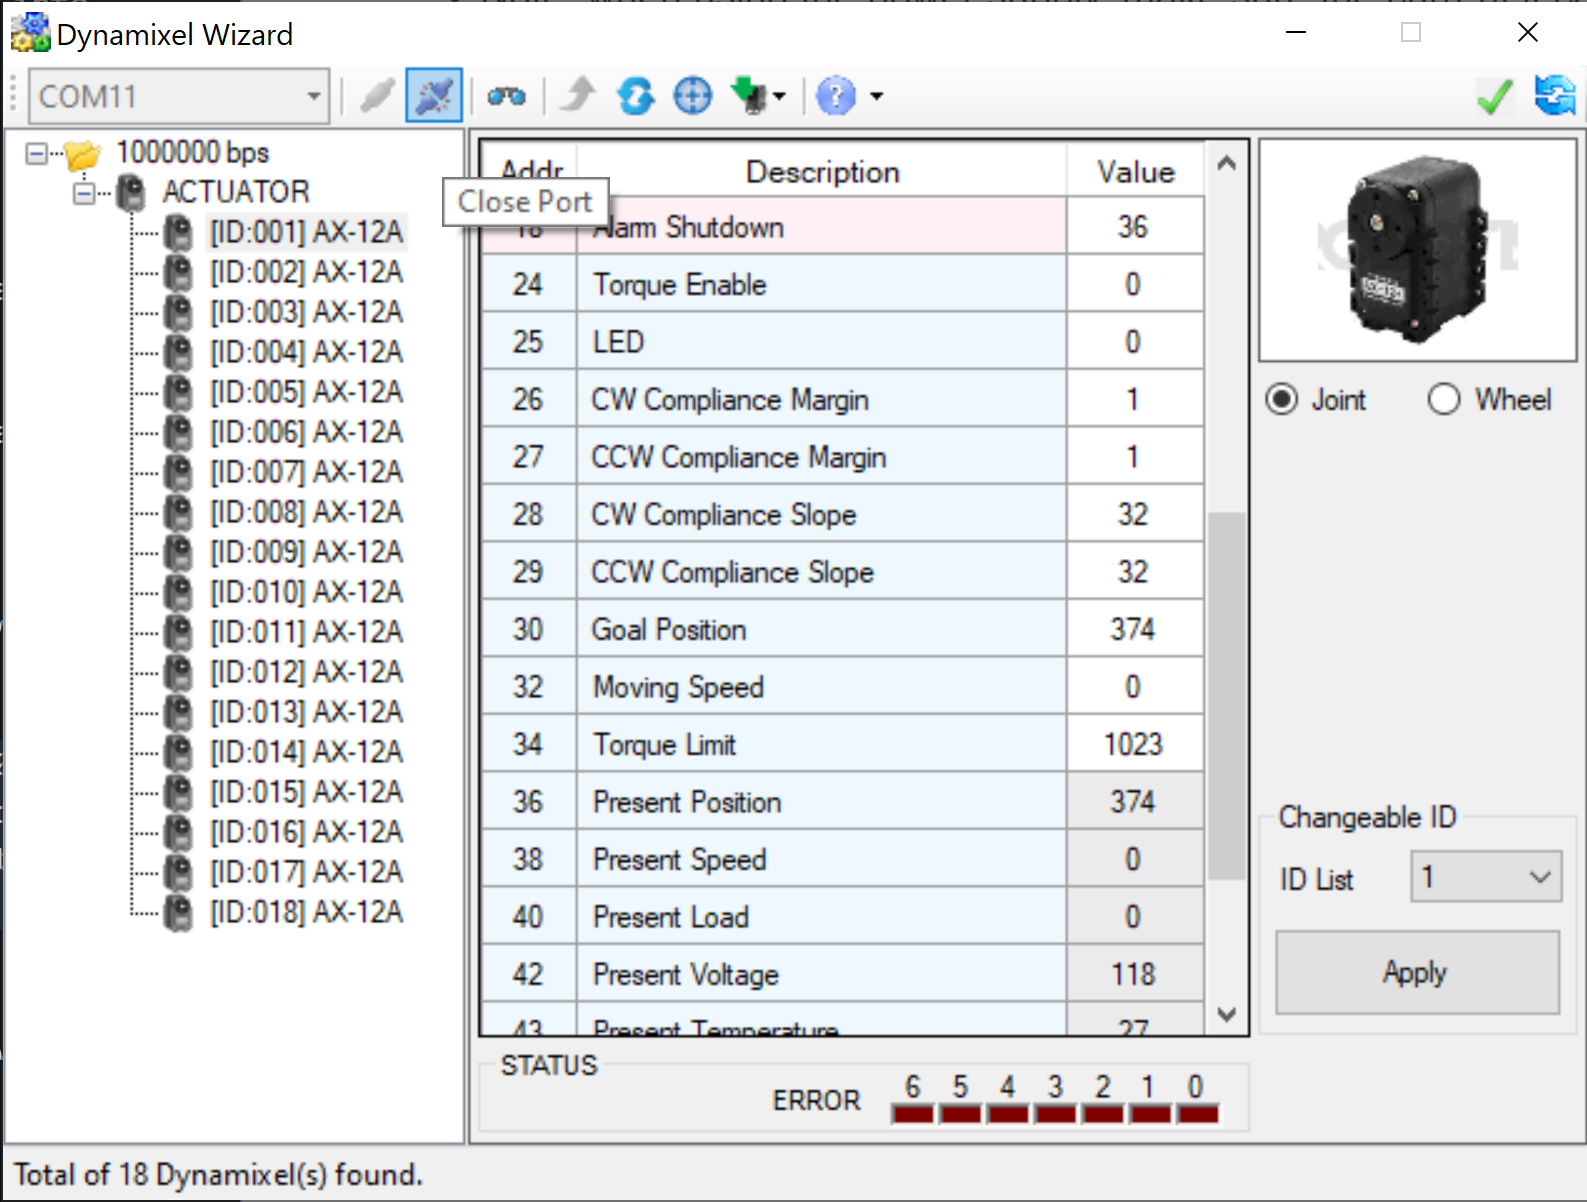 Dynamixel Wizard
COM11
1000000 bps
ACTUATOR
[ID:001] AX-12A
[ID:002] AX-12A
[ID:003] AX-12A
[ID:004] AX-12A
[ID:005] AX-12A
[ID:006] AX-12A
[ID:007] AX-12A
[ID:008] AX-12A
[ID:009] AX-12A
[ID:010] AX-12A
[ID:011] AX-12A
[ID:012] AX-12A
[ID:013] AX-12A
[ID:014] AX-12A
[ID:015] AX-12A
[ID:016] AX-12A
[ID:017] AX-12A
[ID:018] AX-12A
Close Port
Addr Description Value
18 Alarm Shutdown 36
24 Torque Enable 0
25 LED 0
26 CW Compliance Margin 1
27 CCW Compliance Margin 1
28 CW Compliance Slope 32
29 CCW Compliance Slope 32
30 Goal Position 374
32 Moving Speed 0
34 Torque Limit 1023
36 Present Position 374
38 Present Speed 0
40 Present Load 0
42 Present Voltage 118
43 Present Temperature 27
STATUS
ERROR 6 5 4 3 2 1 0
Joint Wheel
Changeable ID
ID List 1
Apply
Total of 18 Dynamixel(s) found.